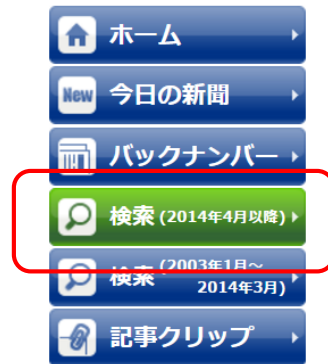 ホーム
New 今日の新聞
バックナンバー
検索 (2014年4月以降)
検索 (2003年1月～
2014年3月)
記事クリップ